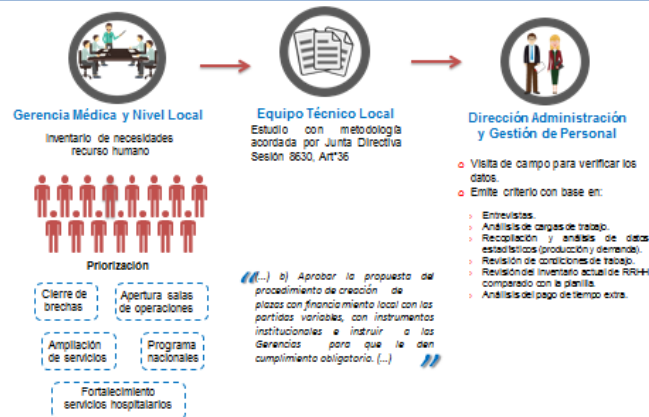 Gerencia Médica y Nivel Local
Inventario de necesidades
recurso humano
Priorización
Cierre de
brechas
Apertura salas
de operaciones
Ampliación
de servicios
Programa
nacionales
Fortalecimiento
servicios hospitalarios
Equipo Técnico Local
Estudio con metodología
acordada por Junta Directiva
Sesión 8630, Art°36
“(...) b) Aprobar la propuesta del
procedimiento de creación de
plazas con financiamiento local con las
partidas variables, con instrumentos
institucionales e instruir a las
Gerencias para que le den
cumplimiento obligatorio. (...) ”
Dirección Administración
y Gestión de Personal
Visita de campo para verificar los
datos.
Emite criterio con base en:
› Entrevistas.
› Análisis de cargas de trabajo.
› Recopilación y análisis de datos
estadísticos (producción y demanda).
› Revisión de condiciones de trabajo.
› Revisión del inventario actual de RRHH
comparado con la planilla.
› Análisis del pago de tiempo extra.